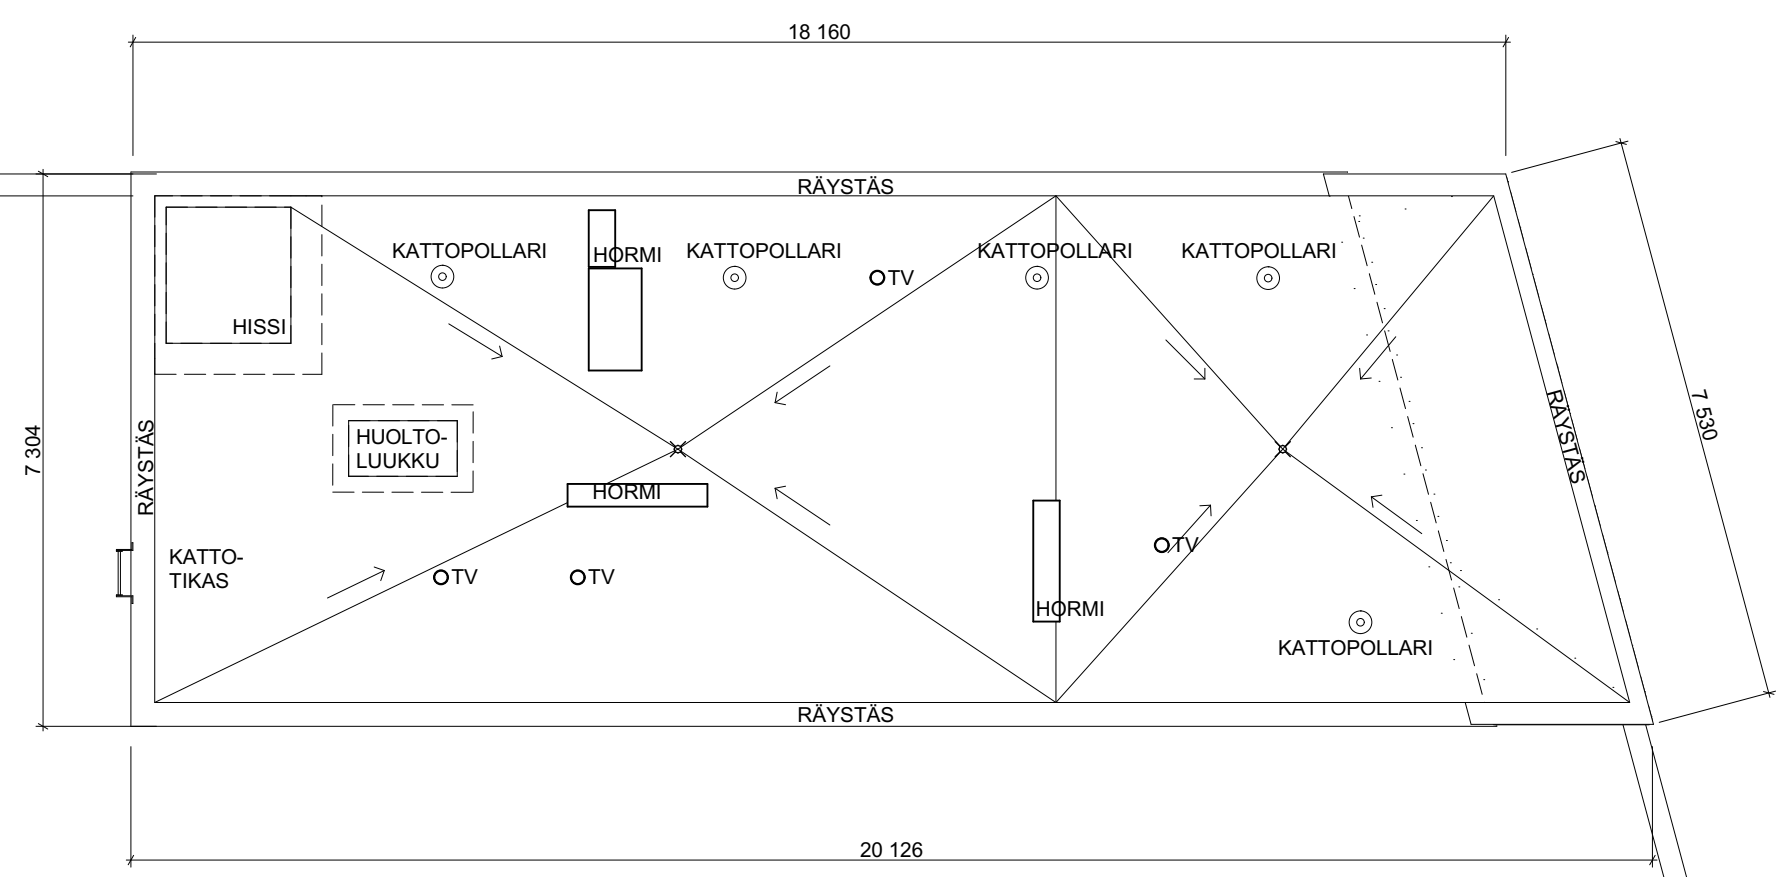 18 160
RÄYSTÄS
KATTOPOLLARI
HORMI
KATTOPOLLARI
TV
KATTOPOLLARI
KATTOPOLLARI
HISSI
7 304
RÄYSTÄS
HUOLTO-
LUUKKU
RÄYSTÄS
7 530
HORMI
KATTO-
TIKAS
TV
TV
TV
HORMI
KATTOPOLLARI
RÄYSTÄS
20 126